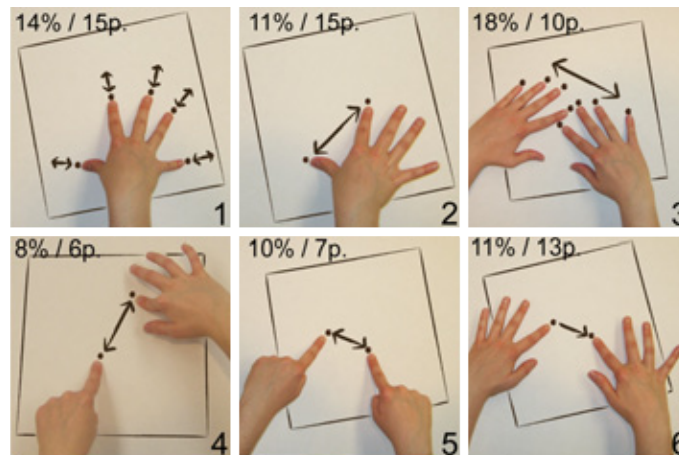 14% / 15p.
11% / 15p.
18% / 10p.
1
2
3
8% / 6p.
10% / 7p.
11% / 13p.
4
5
6